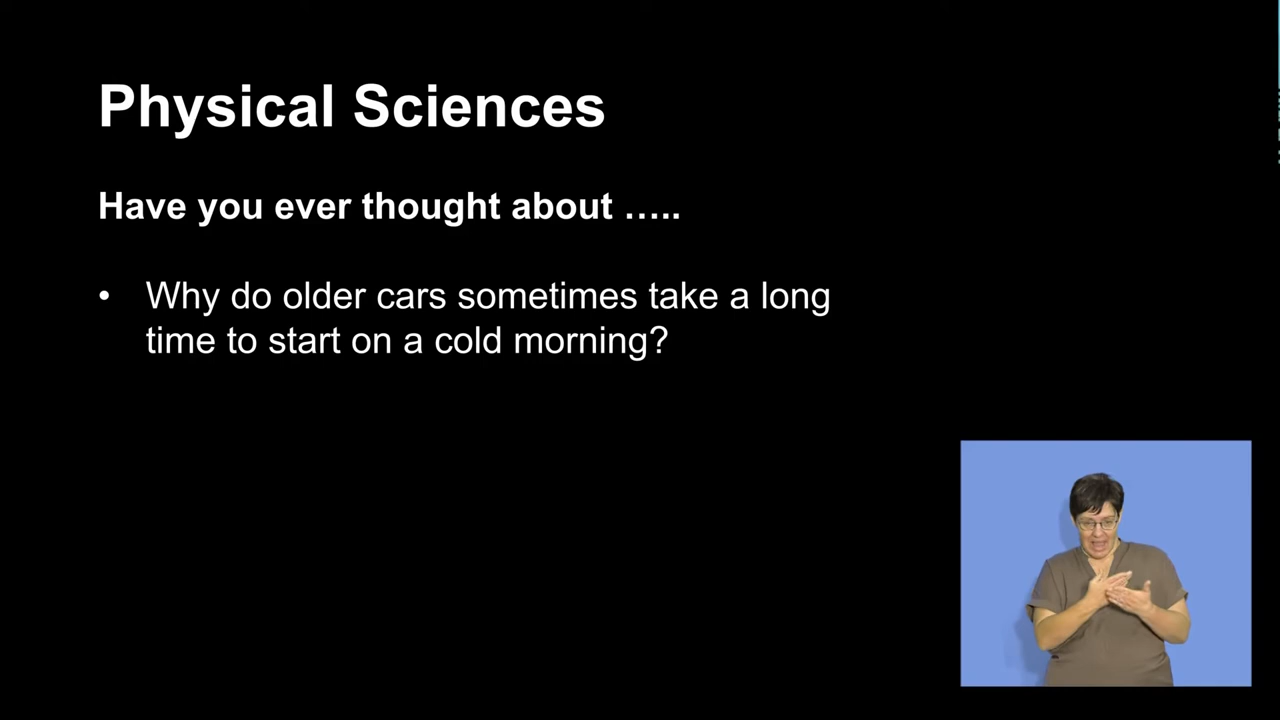 Physical Sciences
Have you ever thought about …..
• Why do older cars sometimes take a long
time to start on a cold morning?